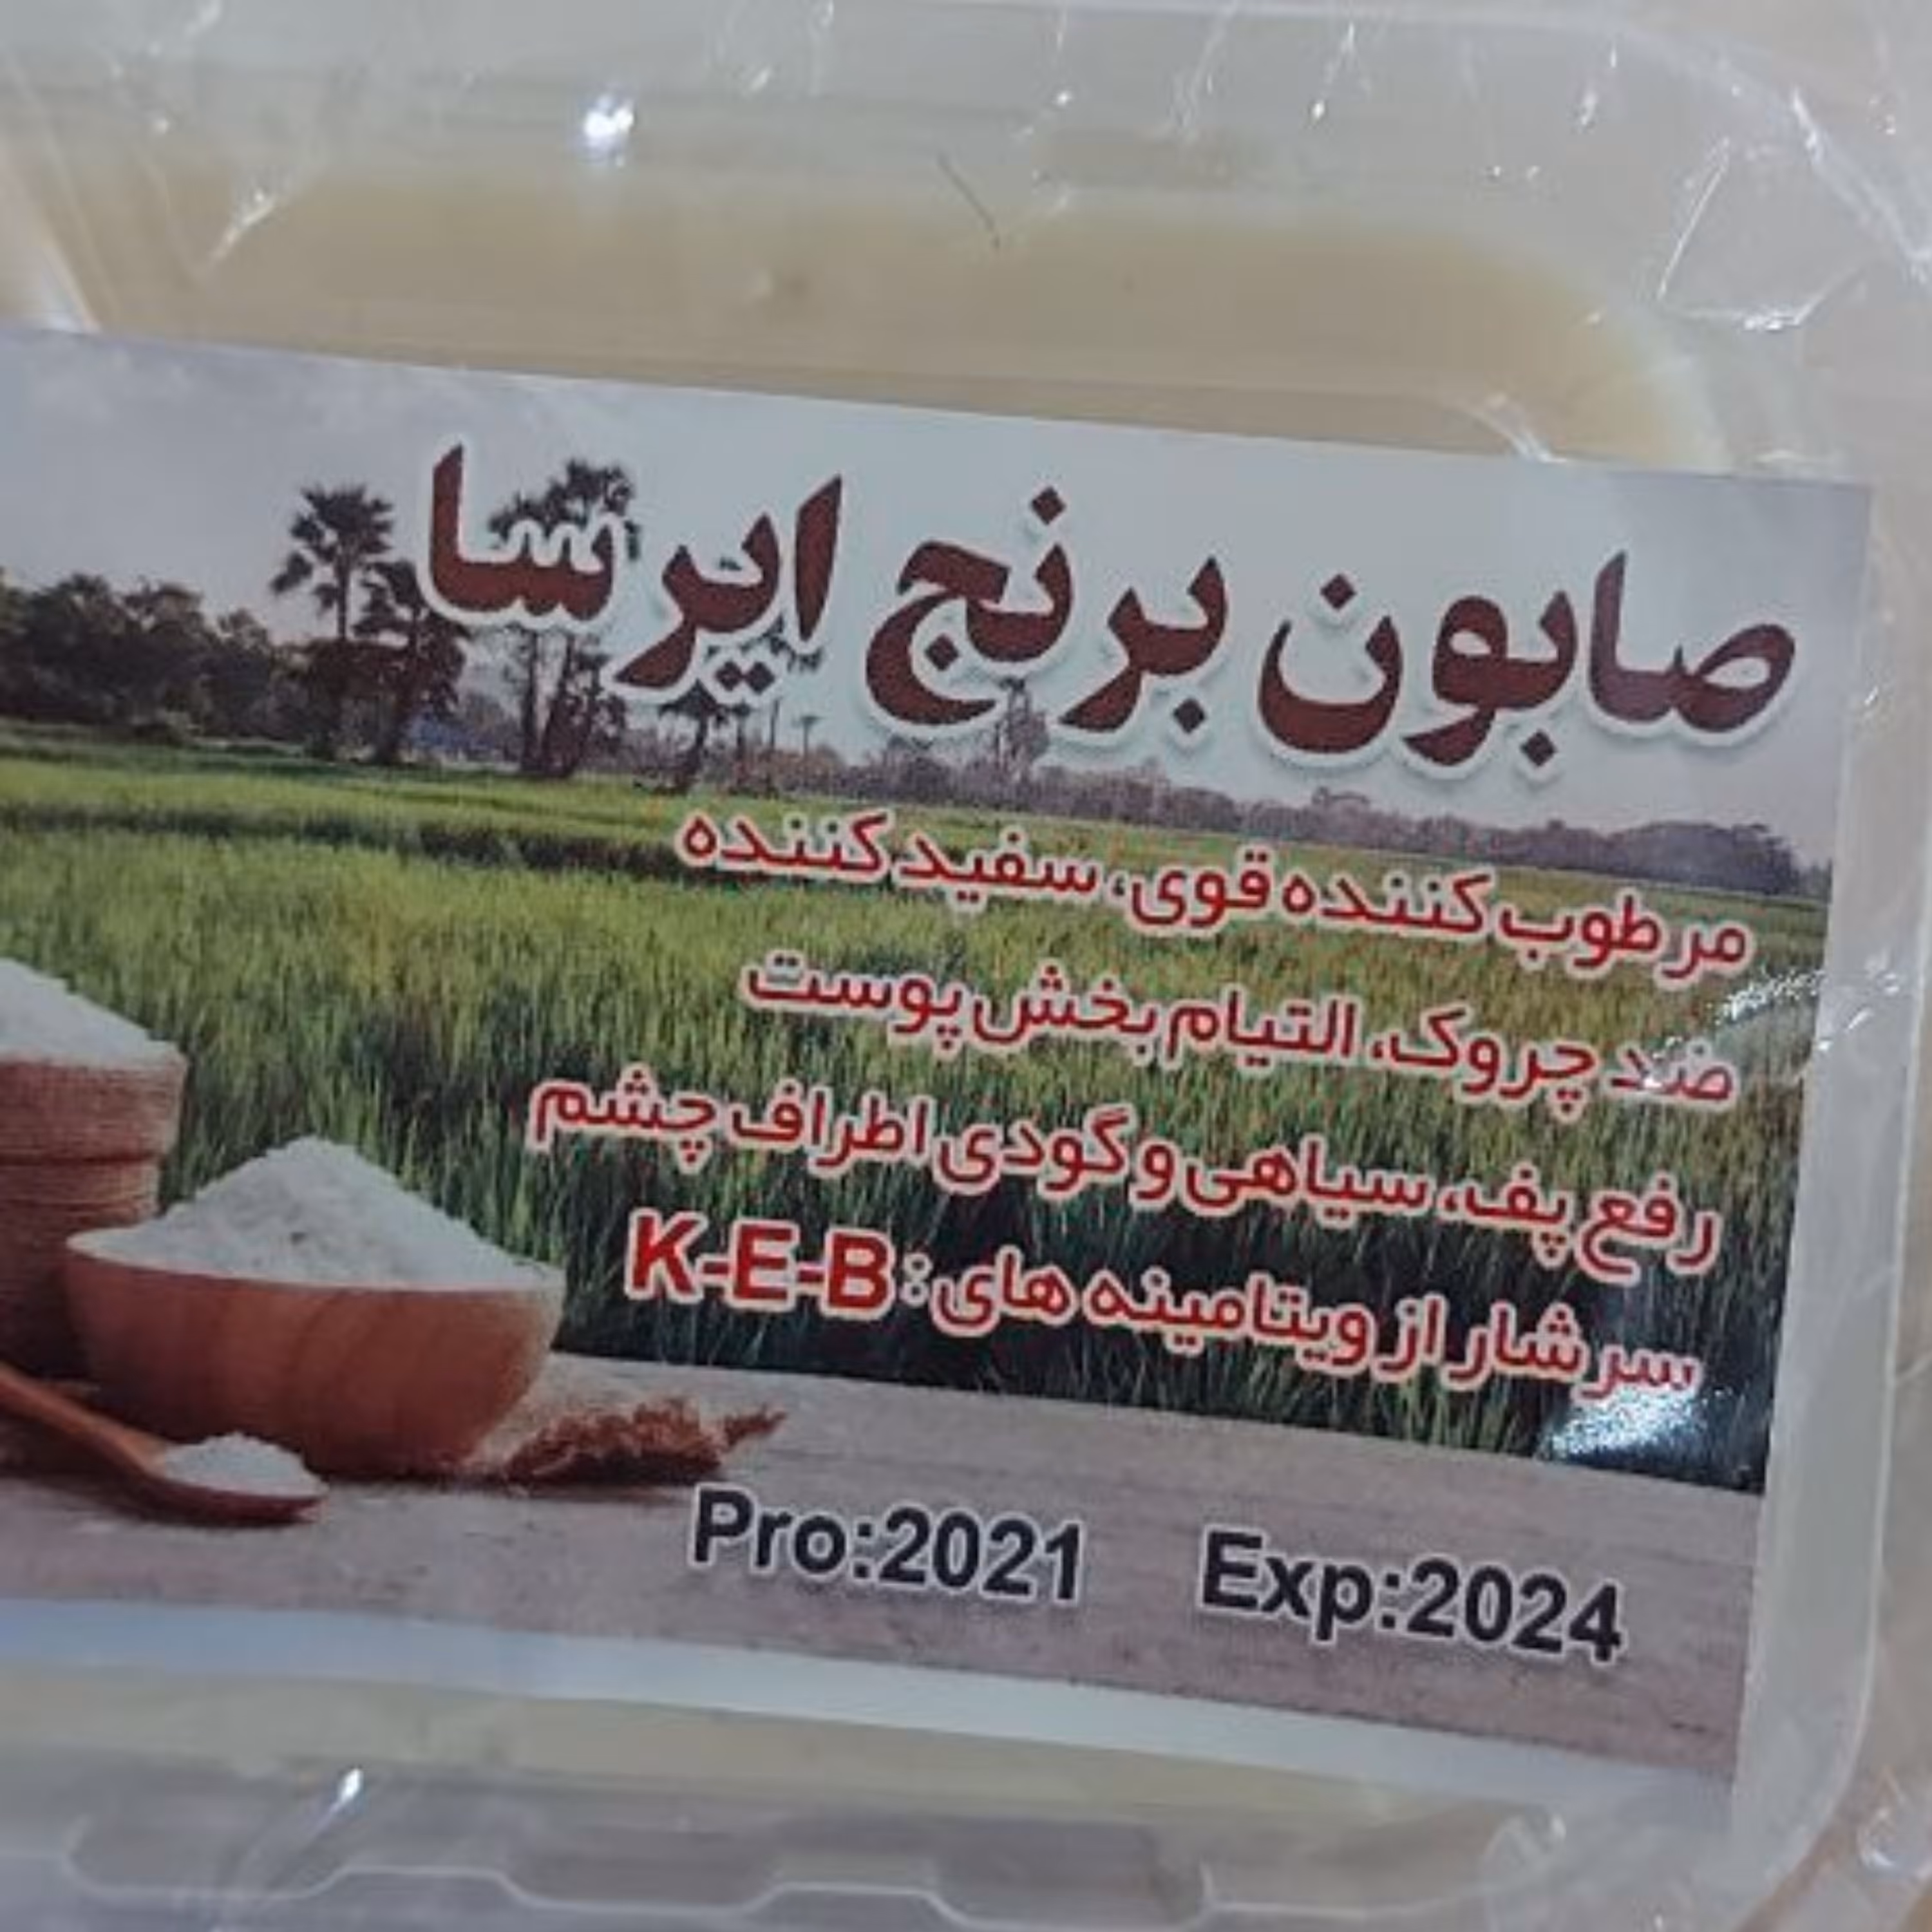 صابون برنج ایرسا
مرطوب کننده قوی، سفید کننده
ضد چروک، التیام بخش پوست
رفع پف، سیاهی و گودی اطراف چشم
سرشار از ویتامینه های: K-E-B
Pro:2021 Exp:2024